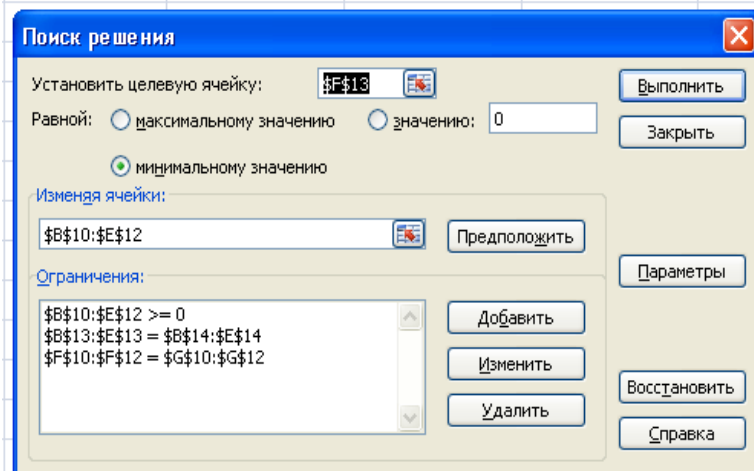 Поиск решения
Установить целевую ячейку: $F$13
Выполнить
Равной: максимальному значению значению: 0
Закрыть
минимальному значению
Изменяя ячейки:
$B$10:$E$12
Предположить
Параметры
Ограничения:
$B$10:$E$12 >= 0
$B$13:$E$13 = $B$14:$E$14
$F$10:$F$12 = $G$10:$G$12
Добавить
Изменить
Удалить
Восстановить
Справка